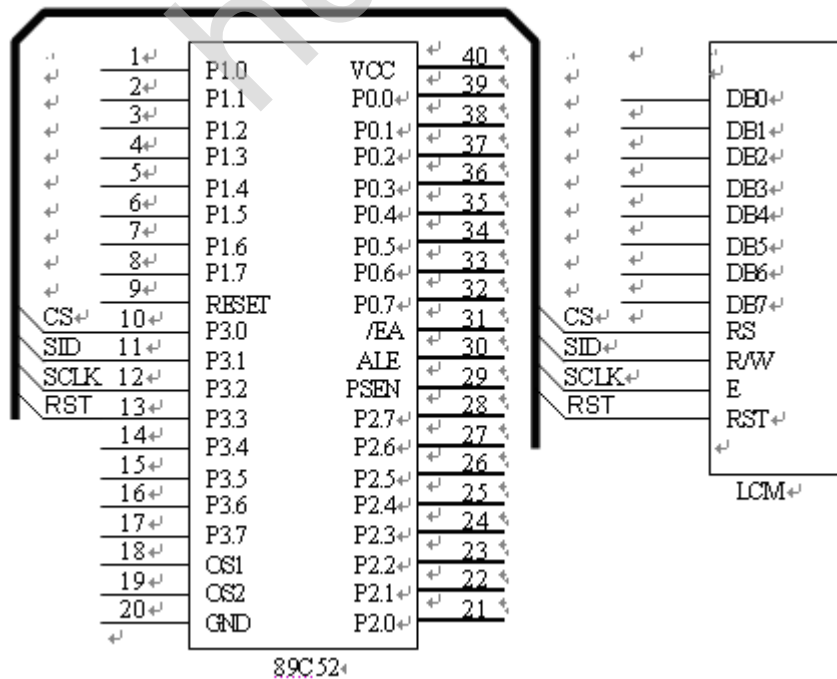 1 P1.0 VCC 40
2 P1.1 P0.0 39 DB0
3 P1.2 P0.1 38 DB1
4 P1.3 P0.2 37 DB2
5 P1.4 P0.3 36 DB3
6 P1.5 P0.4 35 DB4
7 P1.6 P0.5 34 DB5
8 P1.7 P0.6 33 DB6
9 RESET P0.7 32 DB7
CS 10 P3.0 /EA 31 CS RS
SID 11 P3.1 ALE 30 SID R/W
SCLK 12 P3.2 PSEN 29 SCLK E
RST 13 P3.3 P2.7 28 RST RST
14 P3.4 P2.6 27
15 P3.5 P2.5 26
16 P3.6 P2.4 25
17 P3.7 P2.3 24
18 OS1 P2.2 23
19 OS2 P2.1 22
20 GND P2.0 21
LCM
89C52